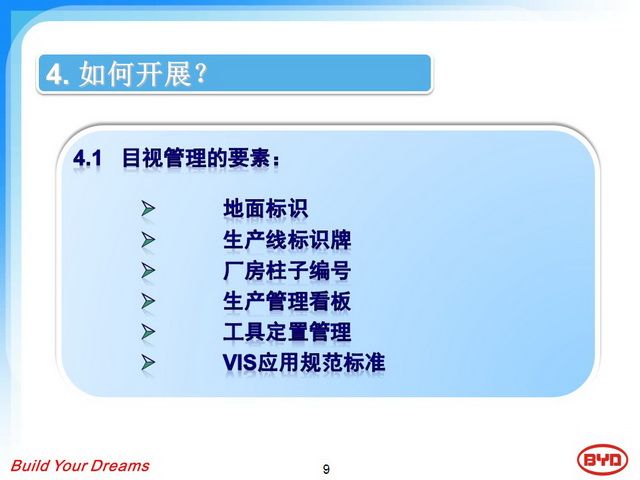 4. 如何开展？
4.1 目视管理的要素：
地面标识
生产线标识牌
厂房柱子编号
生产管理看板
工具定置管理
VIS应用规范标准
Build Your Dreams
9
BYD